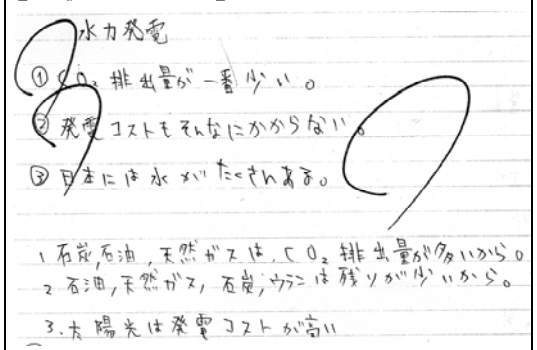 水力発電
① CO₂排出量が一番少い。
② 発電コストもそんなにかからない。
③ 日本には水がたくさんある。
1 石炭,石油,天然ガスは、CO₂排出量が多いから。
2 石油,天然ガス,石炭,ウランは残りが少いから。
3. 太陽光は発電コストが高い